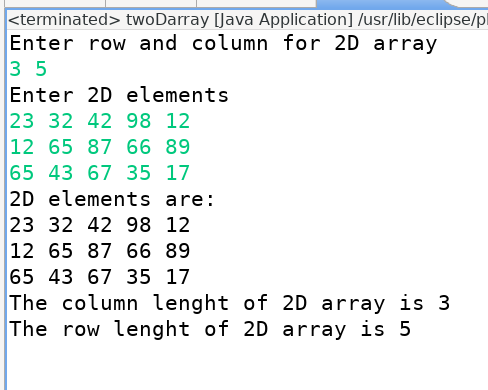 <terminated> twoDarray [Java Application] /usr/lib/eclipse/pl
Enter row and column for 2D array
3 5
Enter 2D elements
23 32 42 98 12
12 65 87 66 89
65 43 67 35 17
2D elements are:
23 32 42 98 12
12 65 87 66 89
65 43 67 35 17
The column lenght of 2D array is 3
The row lenght of 2D array is 5